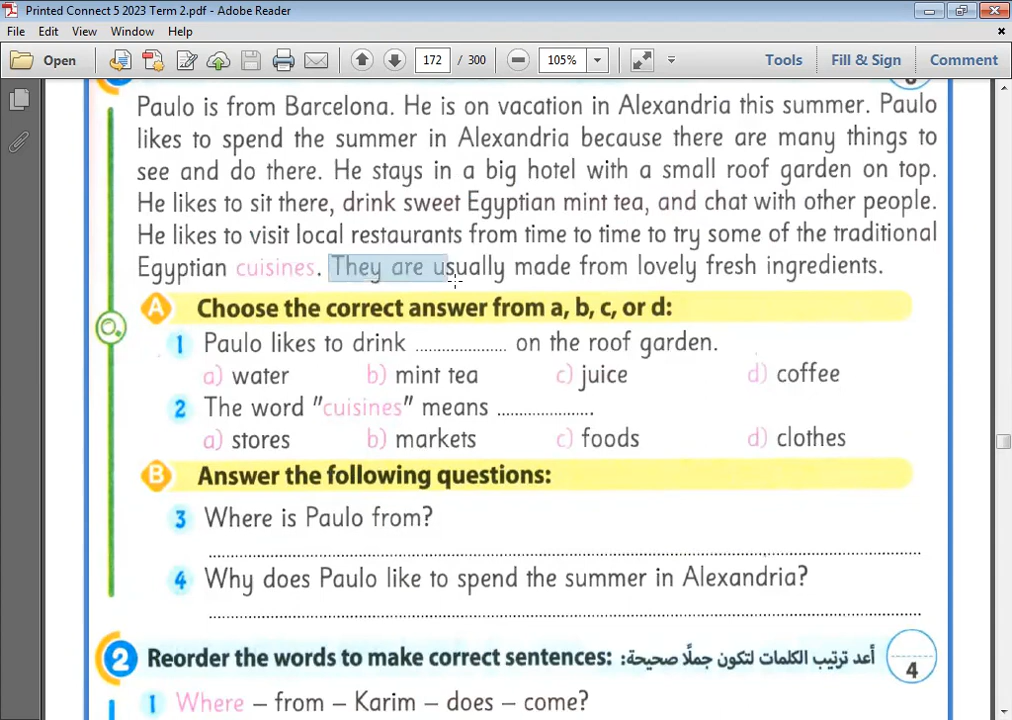 Printed Connect 5 2023 Term 2.pdf - Adobe Reader
File Edit View Window Help
Open 172 / 300 105% Tools Fill & Sign Comment
Paulo is from Barcelona. He is on vacation in Alexandria this summer. Paulo
likes to spend the summer in Alexandria because there are many things to
see and do there. He stays in a big hotel with a small roof garden on top.
He likes to sit there, drink sweet Egyptian mint tea, and chat with other people.
He likes to visit local restaurants from time to time to try some of the traditional
Egyptian cuisines. They are usually made from lovely fresh ingredients.
A Choose the correct answer from a, b, c, or d:
Q.
1 Paulo likes to drink ..................... on the roof garden.
a) water b) mint tea c) juice d) coffee
2 The word "cuisines" means ......................
a) stores b) markets c) foods d) clothes
B Answer the following questions:
3 Where is Paulo from?
4 Why does Paulo like to spend the summer in Alexandria?
2 Reorder the words to make correct sentences: أعد ترتيب الكلمات لتكون جملًا صحيحة:
4
1 Where – from – Karim – does – come?